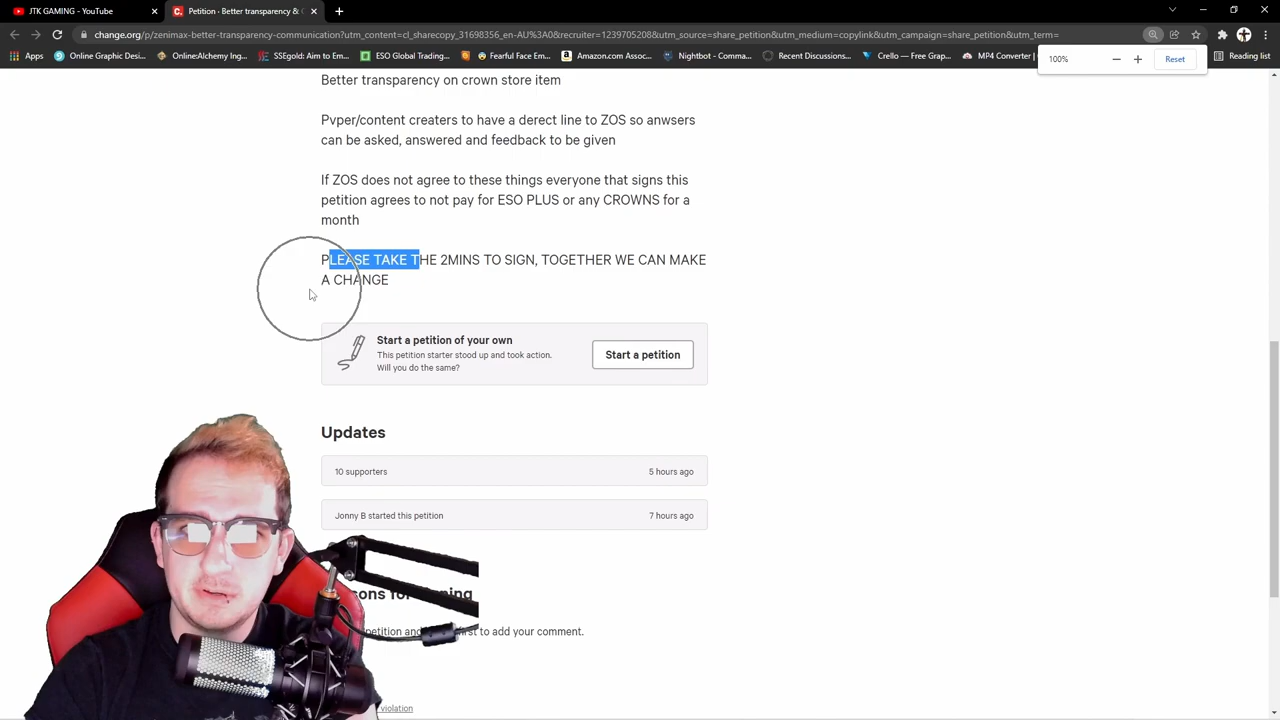 JTK GAMING - YouTube
Petition · Better transparency & C
change.org/p/zenimax-better-transparency-communication?utm_content=cl_sharecopy_31698356_en-AU%3A0&recruiter=1239705208&utm_source=share_petition&utm_medium=copylink&utm_campaign=share_petition&utm_term=
Apps
Online Graphic Desi...
OnlineAlchemy Ing...
SSEgold: Aim to Em...
ESO Global Trading...
Fearful Face Em...
Amazon.com Assoc...
Nightbot - Comman...
Recent Discussions...
Crello — Free Grap...
MP4 Converter
Reading list
100%
Reset
Better transparency on crown store item
Pvper/content creaters to have a derect line to ZOS so anwsers
can be asked, answered and feedback to be given
If ZOS does not agree to these things everyone that signs this
petition agrees to not pay for ESO PLUS or any CROWNS for a
month
PLEASE TAKE THE 2MINS TO SIGN, TOGETHER WE CAN MAKE
A CHANGE
Start a petition of your own
This petition starter stood up and took action.
Will you do the same?
Start a petition
Updates
10 supporters
5 hours ago
Jonny B started this petition
7 hours ago
to add your comment.
violation